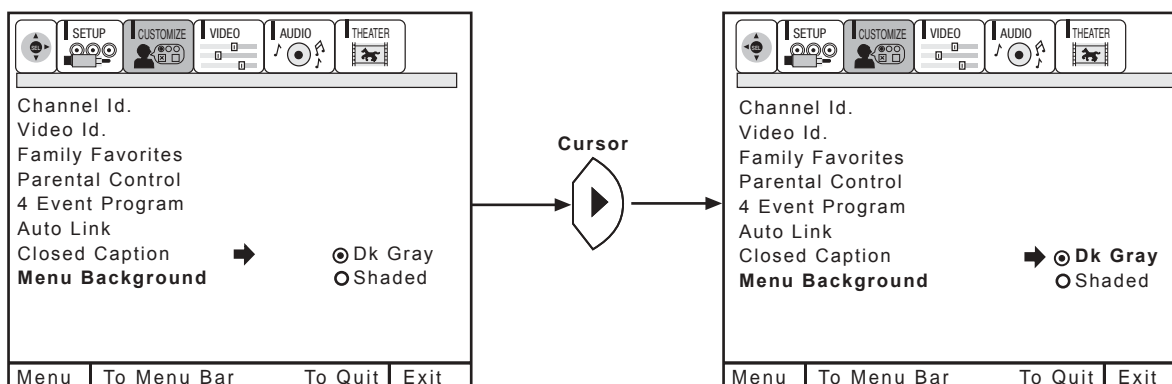 SEL
SETUP
CUSTOMIZE
VIDEO
AUDIO
THEATER
Channel Id.
Video Id.
Family Favorites
Parental Control
4 Event Program
Auto Link
Closed Caption Dk Gray
Menu Background Shaded
Menu To Menu Bar To Quit Exit
Cursor
SEL
SETUP
CUSTOMIZE
VIDEO
AUDIO
THEATER
Channel Id.
Video Id.
Family Favorites
Parental Control
4 Event Program
Auto Link
Closed Caption Dk Gray
Menu Background Shaded
Menu To Menu Bar To Quit Exit